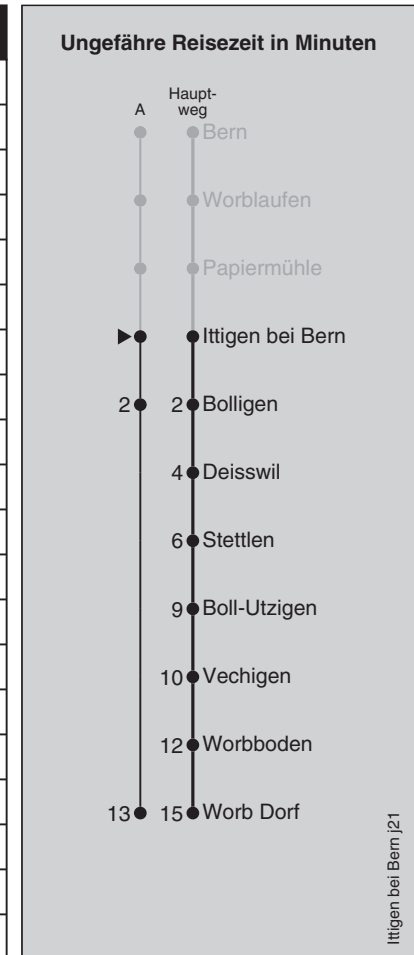 Ungefähre Reisezeit in Minuten
Haupt-
A weg
Bern
Worblaufen
Papiermühle
Ittigen bei Bern
2 2 Bolligen
4 Deisswil
6 Stettlen
9 Boll-Utzigen
10 Vechigen
12 Worbboden
13 15 Worb Dorf
Ittigen bei Bern j21